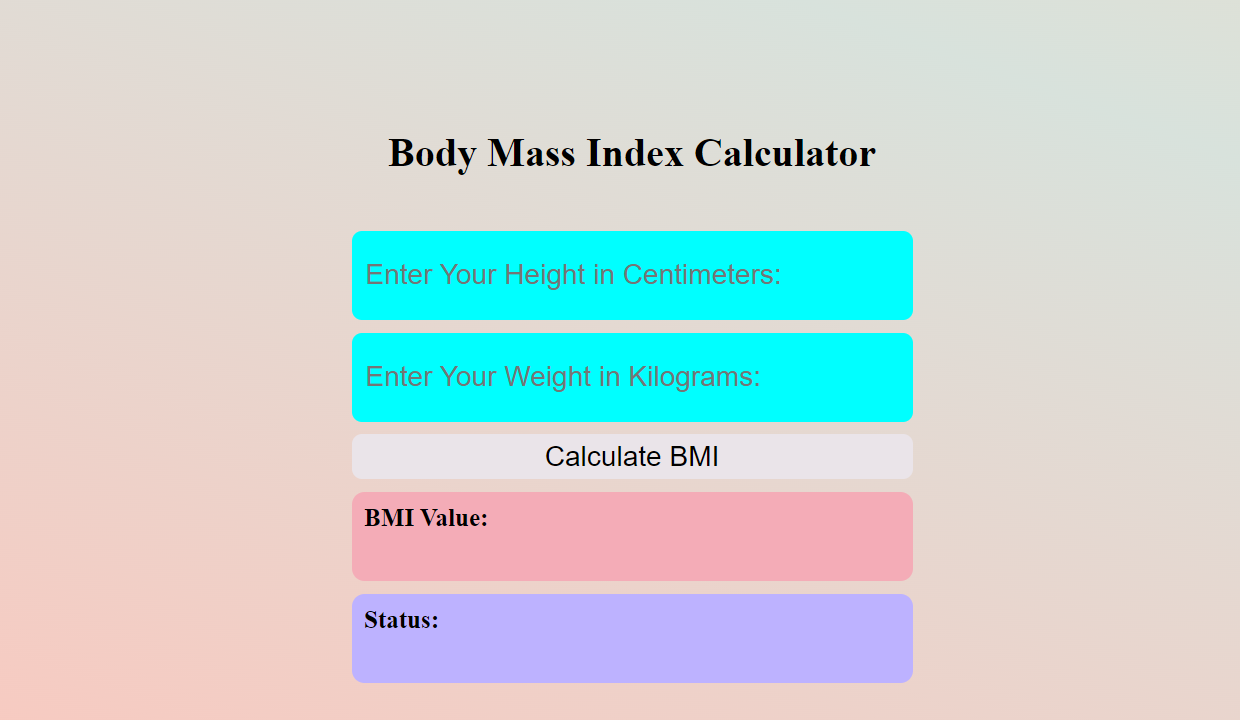 Body Mass Index Calculator
Enter Your Height in Centimeters:
Enter Your Weight in Kilograms:
Calculate BMI
BMI Value:
Status: